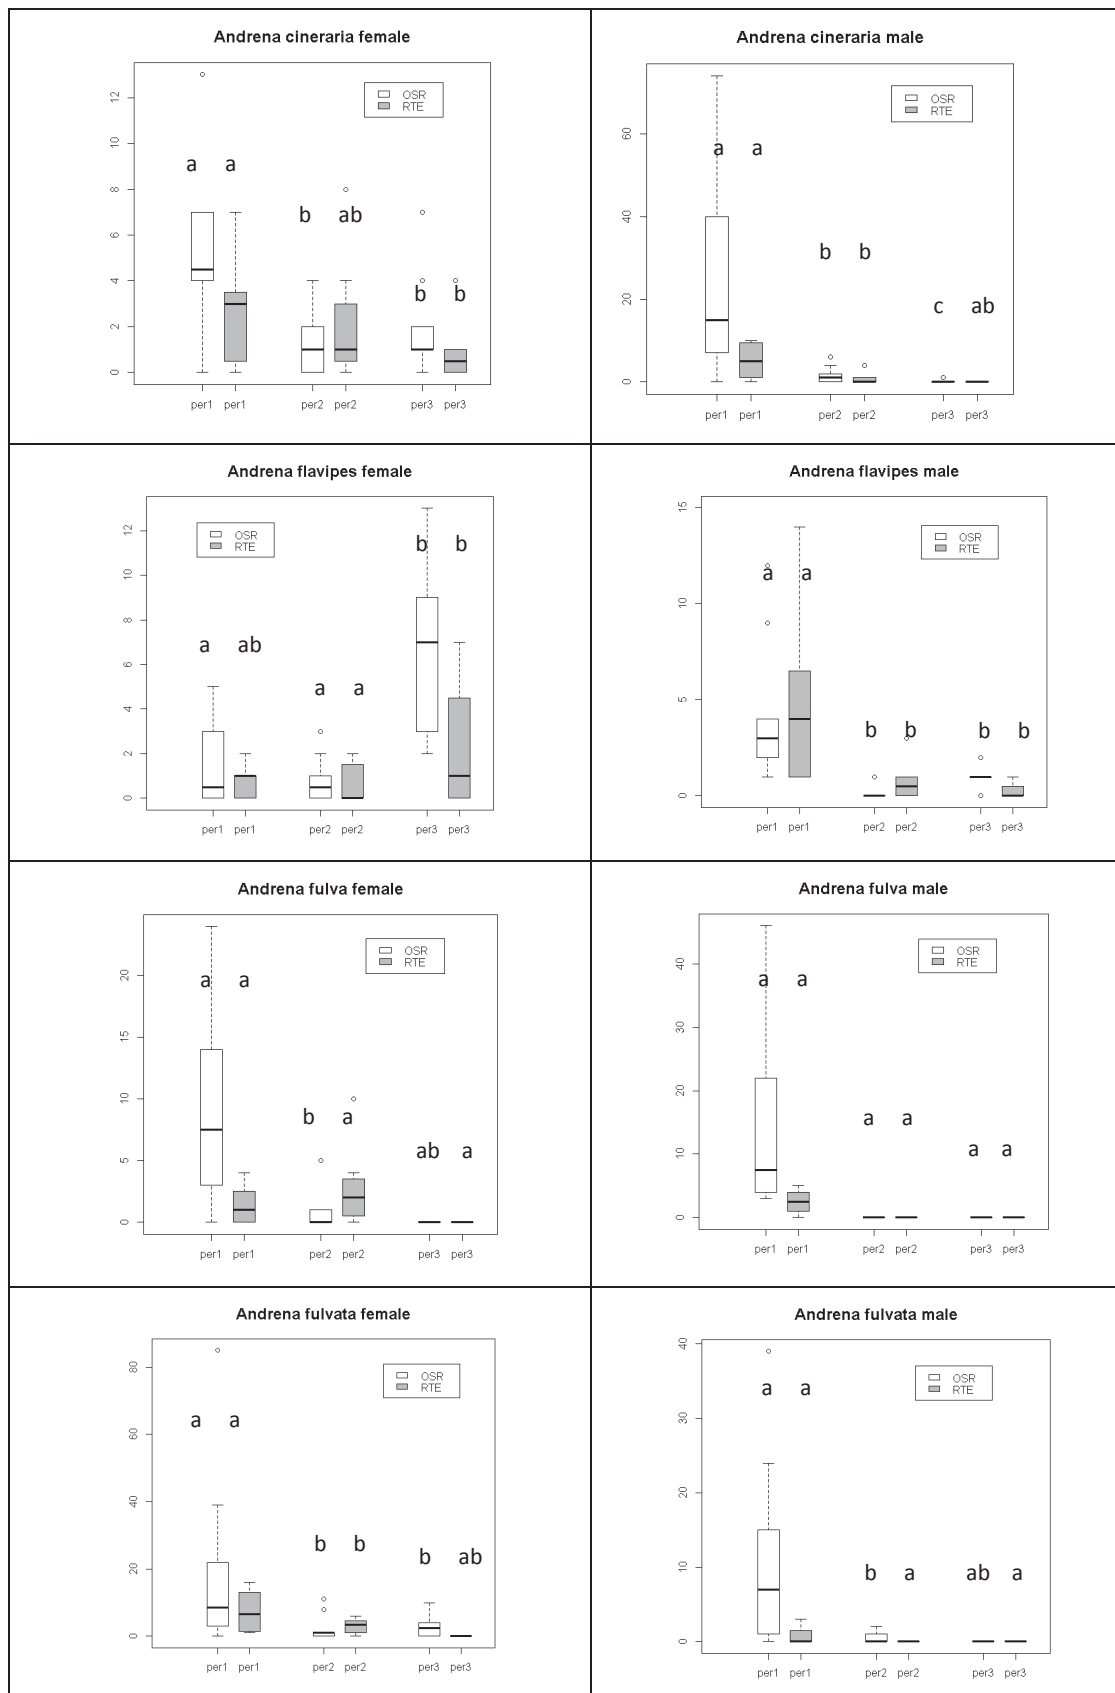 Andrena cineraria female
OSR
RTE
12
10
8
6
4
2
0
a a
b ab
b b
per1 per1 per2 per2 per3 per3
Andrena cineraria male
OSR
RTE
60
40
20
0
a a
b b
c ab
per1 per1 per2 per2 per3 per3
Andrena flavipes female
OSR
RTE
12
10
8
6
4
2
0
b b
a ab
a a
per1 per1 per2 per2 per3 per3
Andrena flavipes male
OSR
RTE
15
10
5
0
a a
b b b b
per1 per1 per2 per2 per3 per3
Andrena fulva female
OSR
RTE
20
15
10
5
0
a a
b a
ab a
per1 per1 per2 per2 per3 per3
Andrena fulva male
OSR
RTE
40
30
20
10
0
a a
a a
a a
per1 per1 per2 per2 per3 per3
Andrena fulvata female
OSR
RTE
80
60
40
20
0
a a
b b
b ab
per1 per1 per2 per2 per3 per3
Andrena fulvata male
OSR
RTE
40
30
20
10
0
a a
b a ab a
per1 per1 per2 per2 per3 per3